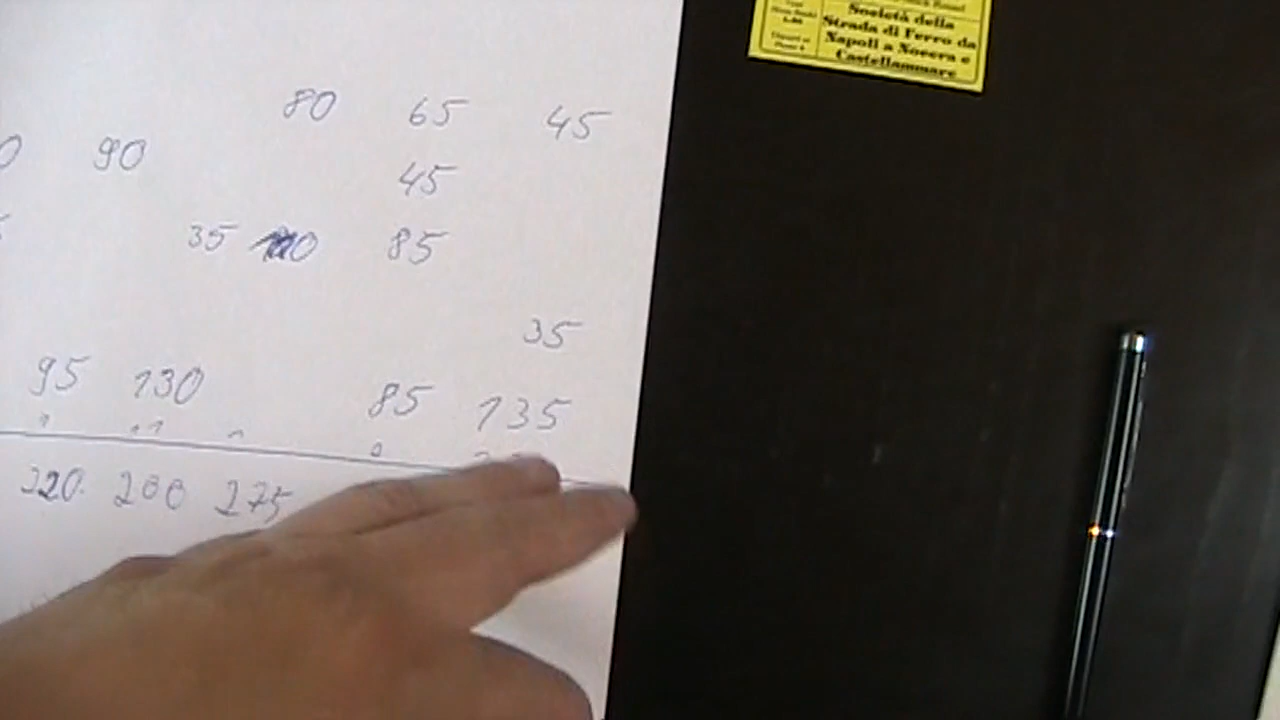 Società della
Strada di Ferro da
Napoli a Nocera e
Castellammare
80 65 45
90
45
35 85
35
95 130 85 135
220 200 275